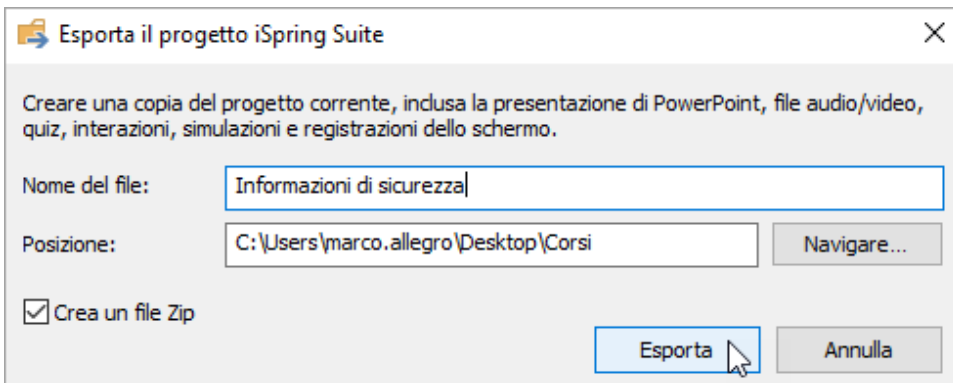 Esporta il progetto iSpring Suite
Creare una copia del progetto corrente, inclusa la presentazione di PowerPoint, file audio/video,
quiz, interazioni, simulazioni e registrazioni dello schermo.
Nome del file: Informazioni di sicurezza
Posizione: C:\Users\marco.allegro\Desktop\Corsi Navigare...
Crea un file Zip
Esporta Annulla